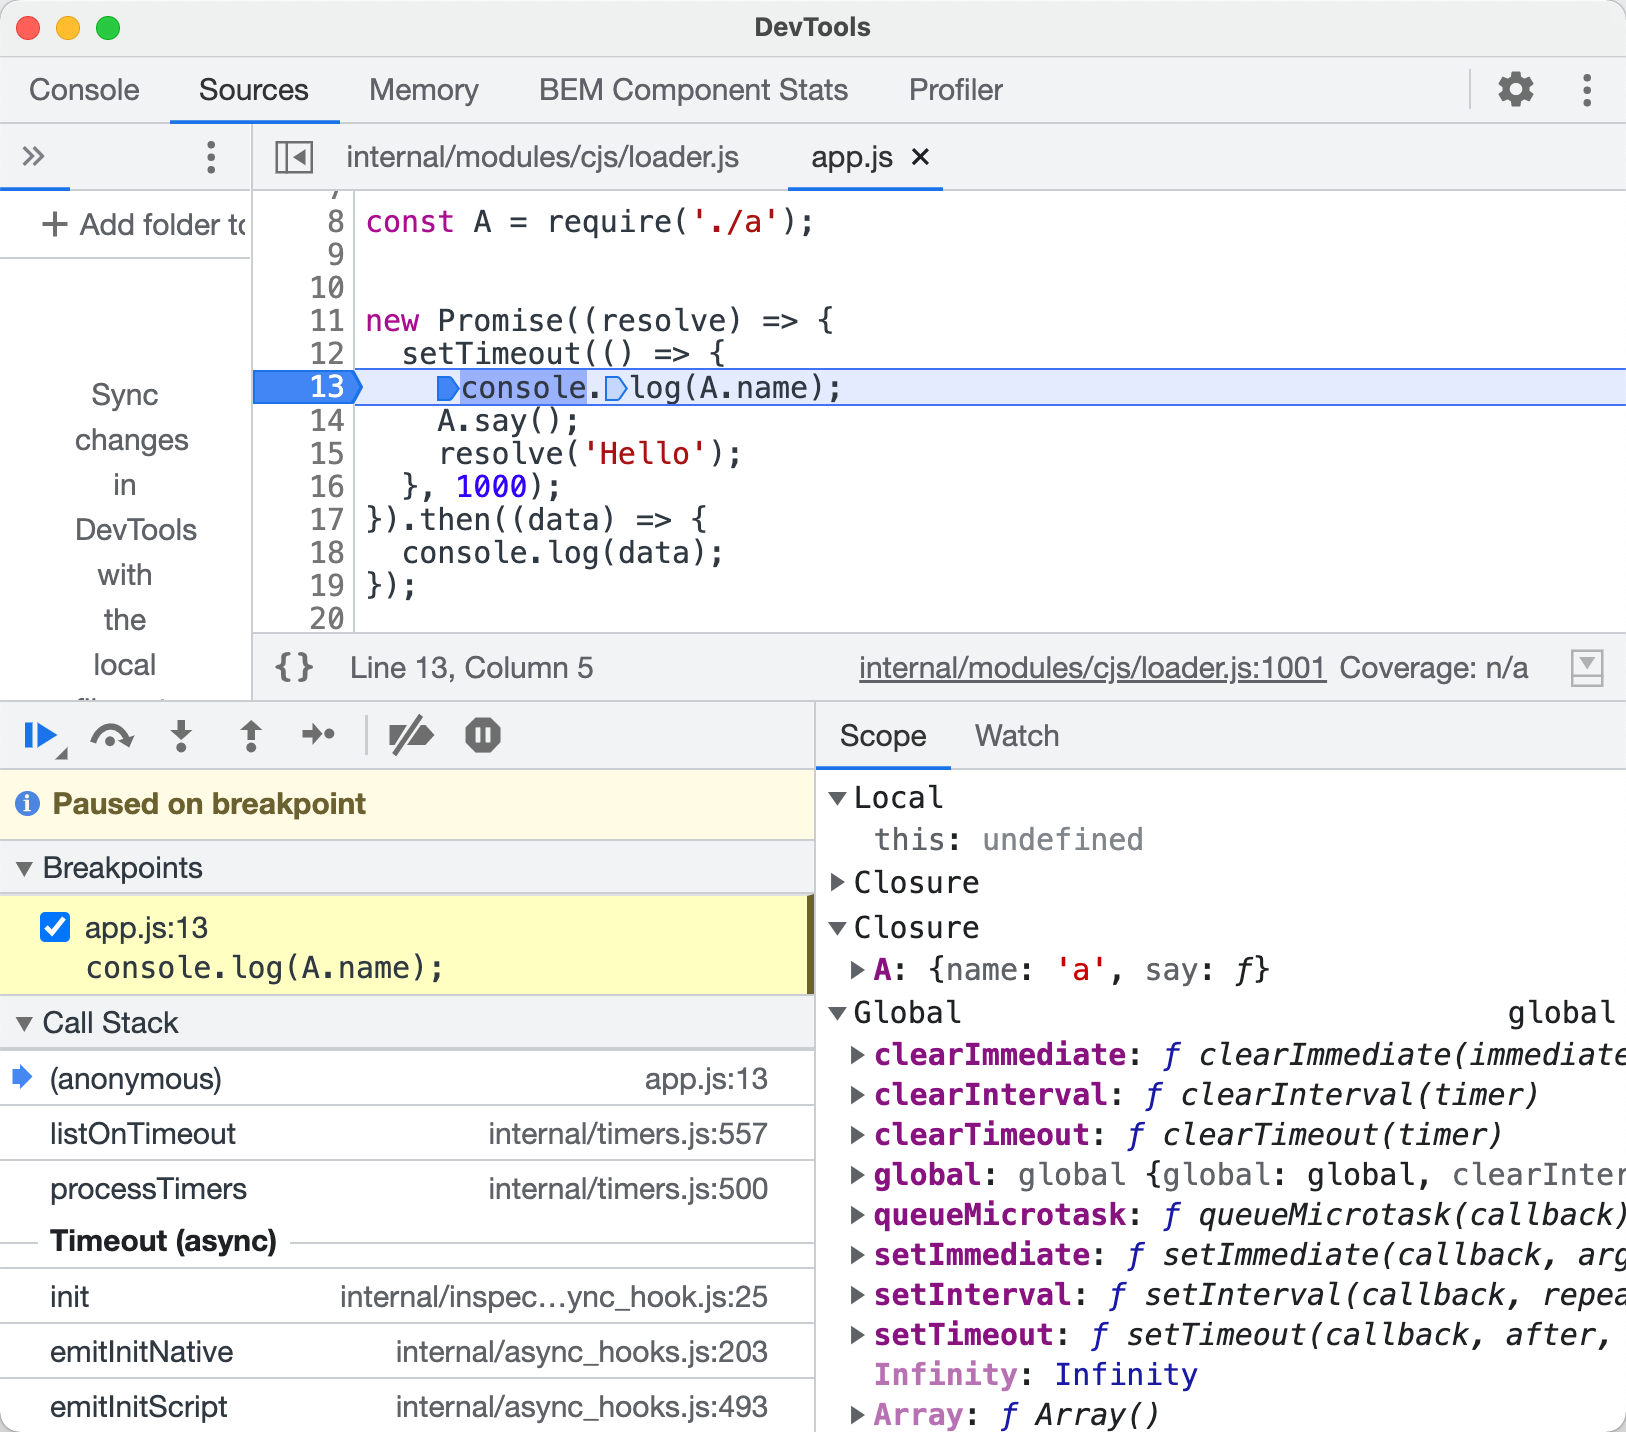 DevTools
Console Sources Memory BEM Component Stats Profiler
internal/modules/cjs/loader.js app.js
Add folder to
Sync
changes
in
DevTools
with
the
local
7
8 const A = require('./a');
9
10
11 new Promise((resolve) => {
12 setTimeout(() => {
13 console.log(A.name);
14 A.say();
15 resolve('Hello');
16 }, 1000);
17 }).then((data) => {
18 console.log(data);
19 });
20
{} Line 13, Column 5 internal/modules/cjs/loader.js:1001 Coverage: n/a
Paused on breakpoint
Breakpoints
app.js:13
console.log(A.name);
Call Stack
(anonymous) app.js:13
listOnTimeout internal/timers.js:557
processTimers internal/timers.js:500
Timeout (async)
init internal/inspec…ync_hook.js:25
emitInitNative internal/async_hooks.js:203
emitInitScript internal/async_hooks.js:493
Scope Watch
Local
this: undefined
Closure
Closure
A: {name: 'a', say: ƒ}
Global global
clearImmediate: ƒ clearImmediate(immediate
clearInterval: ƒ clearInterval(timer)
clearTimeout: ƒ clearTimeout(timer)
global: global {global: global, clearInter
queueMicrotask: ƒ queueMicrotask(callback)
setImmediate: ƒ setImmediate(callback, arg
setInterval: ƒ setInterval(callback, repea
setTimeout: ƒ setTimeout(callback, after,
Infinity: Infinity
Array: ƒ Array()